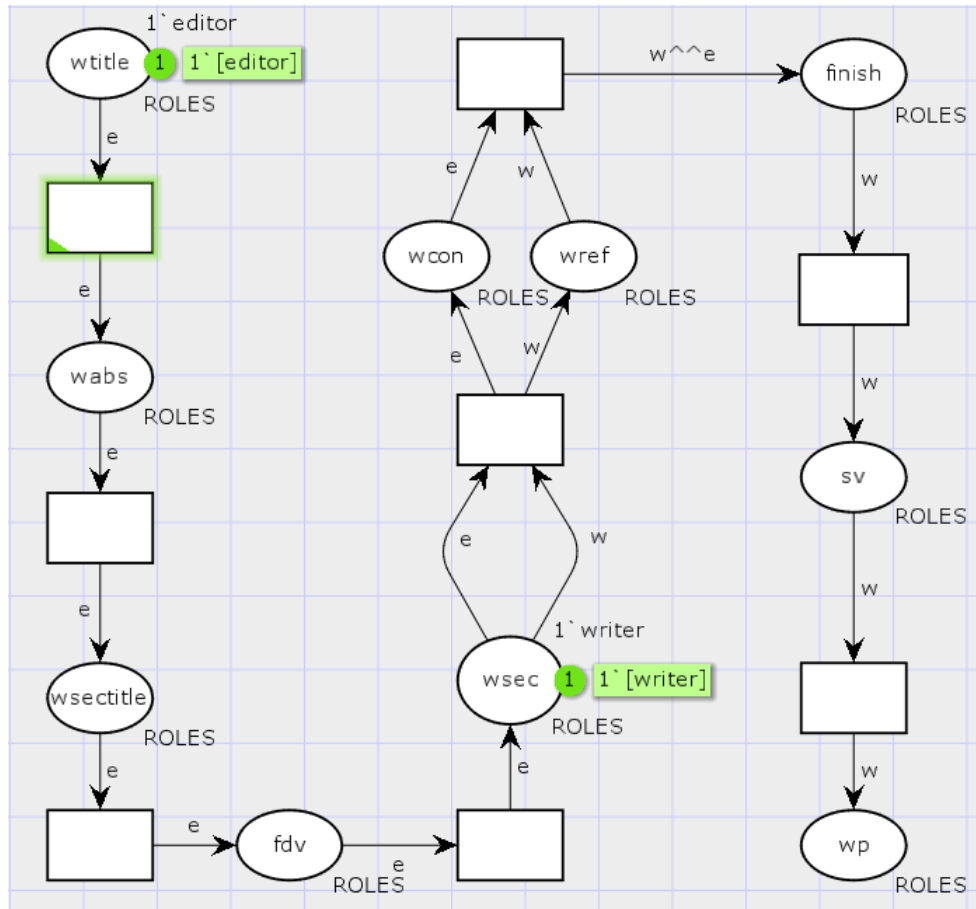 1`editor
wtitle
1
1`[editor]
ROLES
e
e
wabs
ROLES
e
e
wsectitle
ROLES
e
e
fdv
ROLES
e
e
wsec
1`writer
1
1`[writer]
ROLES
e
w
e
w
wcon
ROLES
wref
ROLES
e
w
w^^e
finish
ROLES
w
w
sv
ROLES
w
w
wp
ROLES